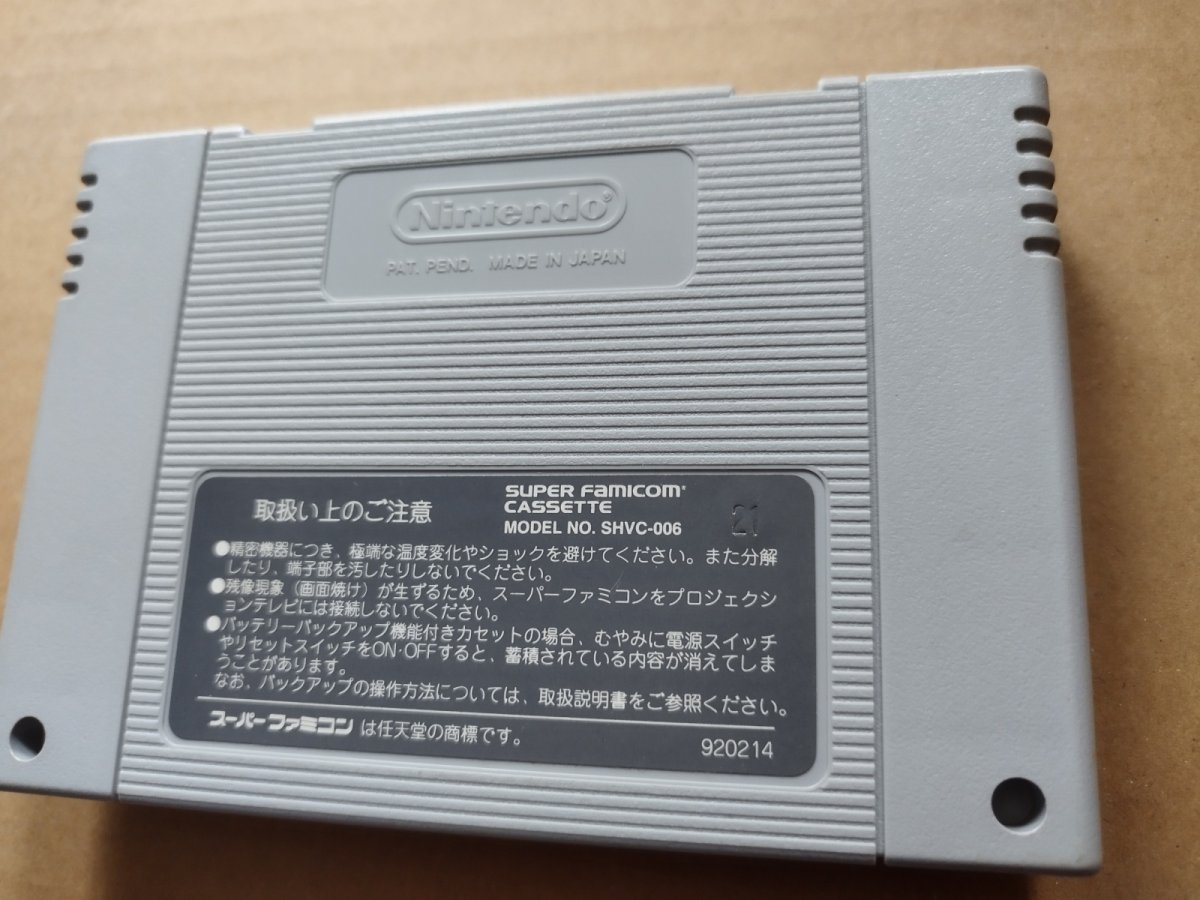 Nintendo®
PAT. PEND. MADE IN JAPAN
取扱い上のご注意
SUPER FAMICOM
CASSETTE
MODEL NO. SHVC-006
21
●精密機器につき、極端な温度変化やショックを避けてください。また分解
したり、端子部を汚したりしないでください。
●残像現象（画面焼け）が生ずるため、スーパーファミコンをプロジェクシ
ョンテレビには接続しないでください。
●バッテリーバックアップ機能付きカセットの場合、むやみに電源スイッチ
やリセットスイッチをON・OFFすると、蓄積されている内容が消えてしま
うことがあります。
なお、バックアップの操作方法については、取扱説明書をご参照ください。
スーパーファミコン は任天堂の商標です。
920214